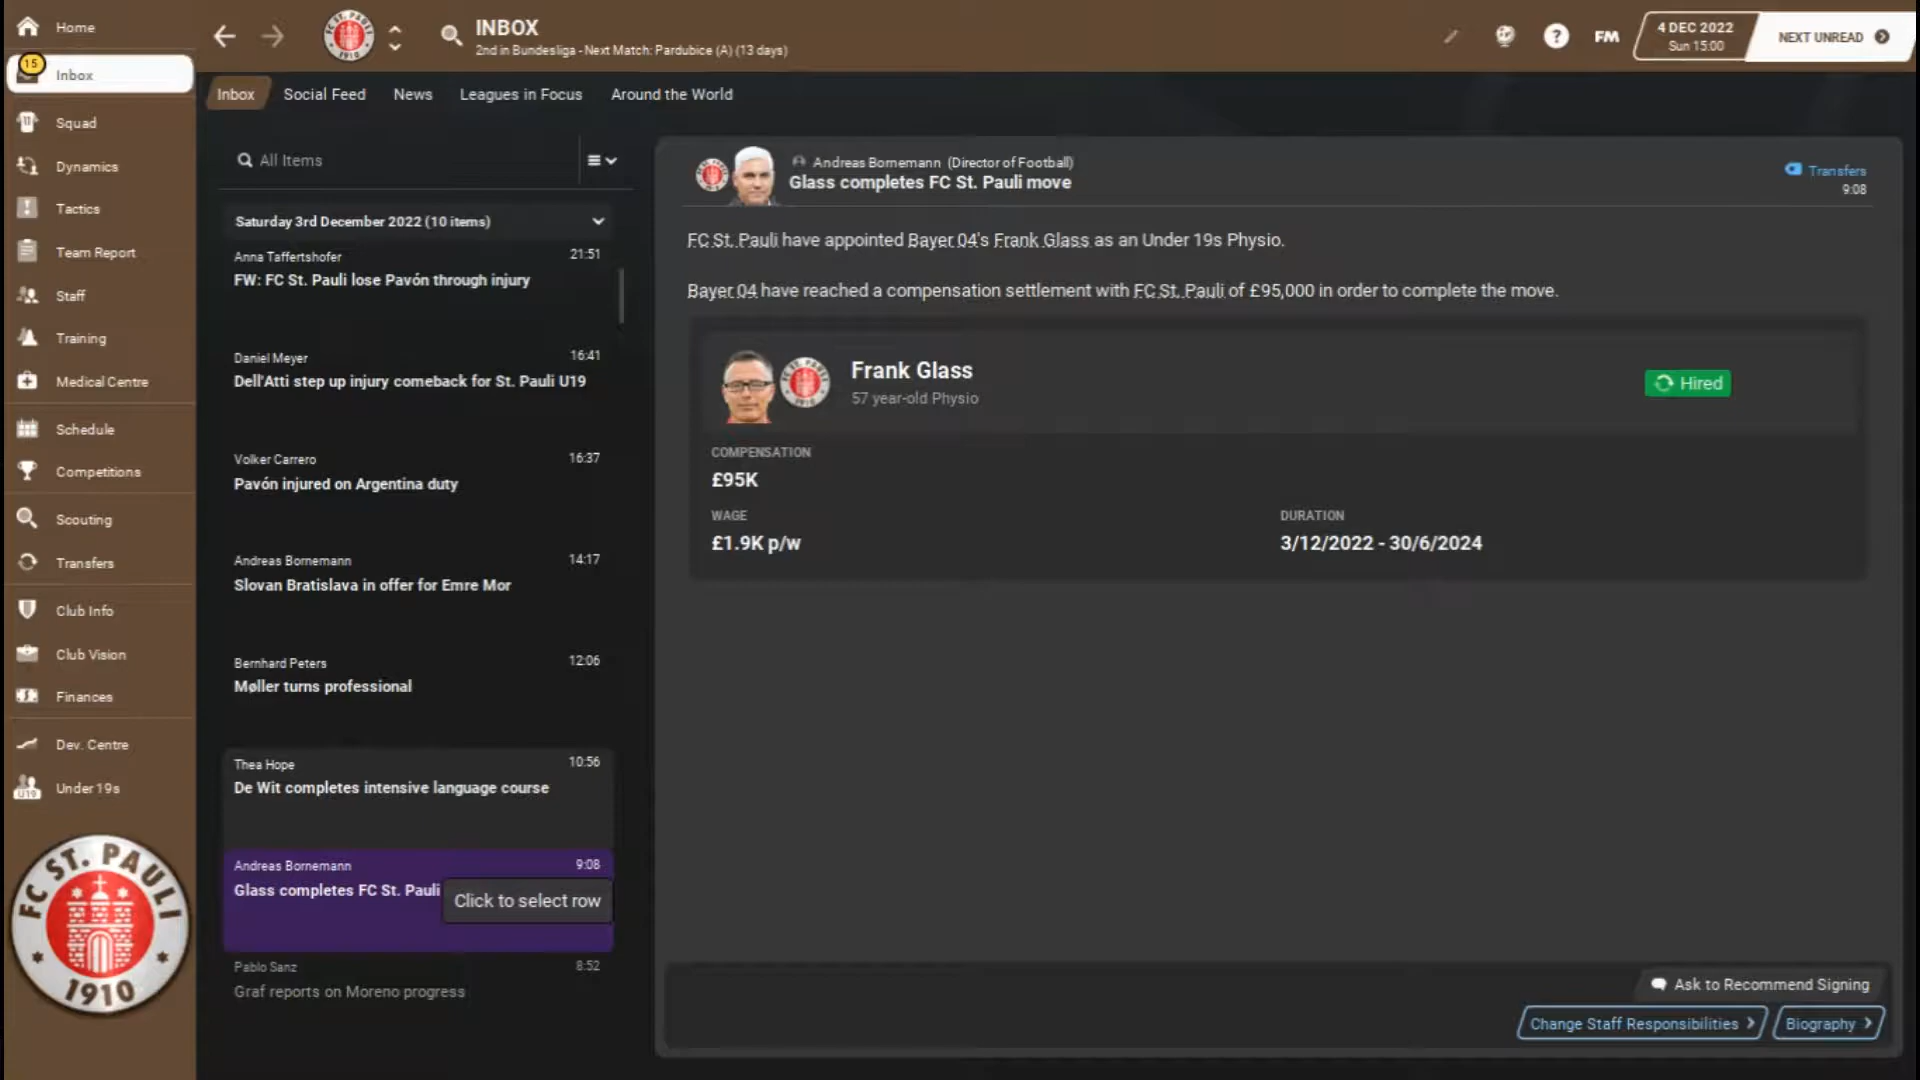 Home
15
Inbox
Squad
Dynamics
Tactics
Team Report
Staff
Training
Medical Centre
Schedule
Competitions
Scouting
Transfers
Club Info
Club Vision
Finances
Dev. Centre
U19
Under 19s
FC ST. PAULI
1910
FC ST. PAULI
1910
INBOX
2nd in Bundesliga - Next Match: Pardubice (A) (13 days)
?
FM
4 DEC 2022
Sun 15:00
NEXT UNREAD
Inbox
Social Feed
News
Leagues in Focus
Around the World
All Items
Saturday 3rd December 2022 (10 items)
Anna Taffertshofer
21:51
FW: FC St. Pauli lose Pavón through injury
Daniel Meyer
16:41
Dell'Atti step up injury comeback for St. Pauli U19
Volker Carrero
16:37
Pavón injured on Argentina duty
Andreas Bornemann
14:17
Slovan Bratislava in offer for Emre Mor
Bernhard Peters
12:06
Møller turns professional
Thea Hope
10:56
De Wit completes intensive language course
Andreas Bornemann
9:08
Glass completes FC St. Pauli
Click to select row
Pablo Sanz
8:52
Graf reports on Moreno progress
Andreas Bornemann (Director of Football)
Glass completes FC St. Pauli move
Transfers
9:08
FC St. Pauli have appointed Bayer 04's Frank Glass as an Under 19s Physio.
Bayer 04 have reached a compensation settlement with FC St. Pauli of £95,000 in order to complete the move.
Frank Glass
57 year-old Physio
Hired
COMPENSATION
£95K
WAGE
£1.9K p/w
DURATION
3/12/2022 - 30/6/2024
Ask to Recommend Signing
Change Staff Responsibilities
Biography